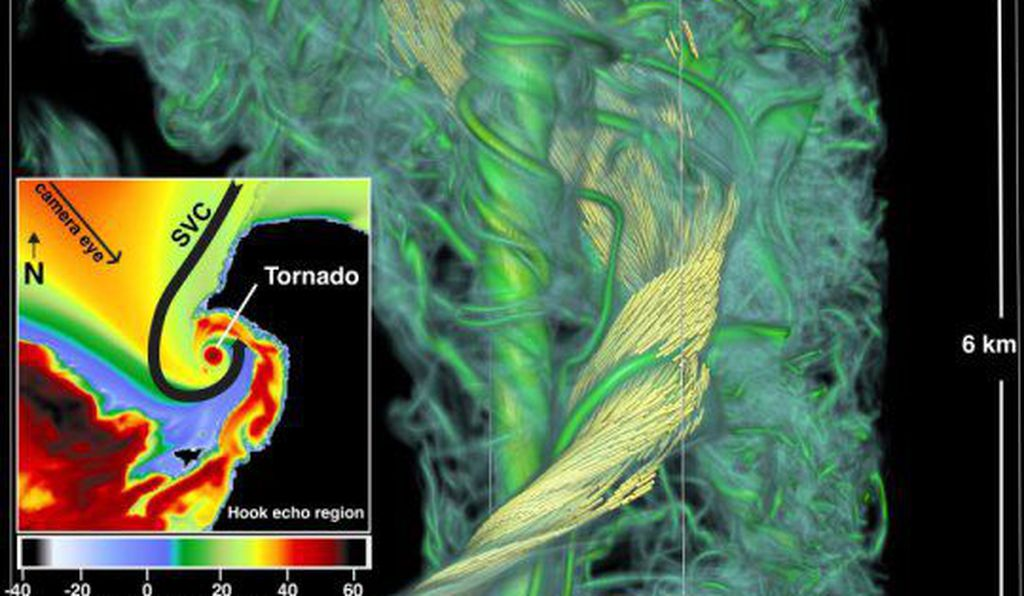 camera eye
SVC
N
Tornado
6 km
Hook echo region
-40 -20 0 20 40 60